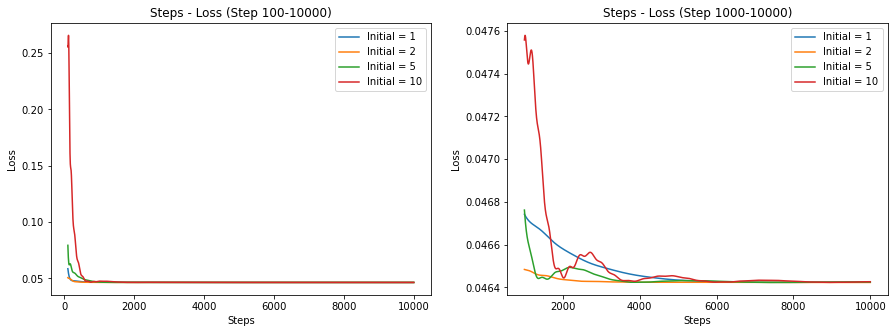 Steps - Loss (Step 100-10000)
Loss
0.25
0.20
0.15
0.10
0.05
Initial = 1
Initial = 2
Initial = 5
Initial = 10
0 2000 4000 6000 8000 10000
Steps
Steps - Loss (Step 1000-10000)
Loss
0.0476
0.0474
0.0472
0.0470
0.0468
0.0466
0.0464
Initial = 1
Initial = 2
Initial = 5
Initial = 10
2000 4000 6000 8000 10000
Steps